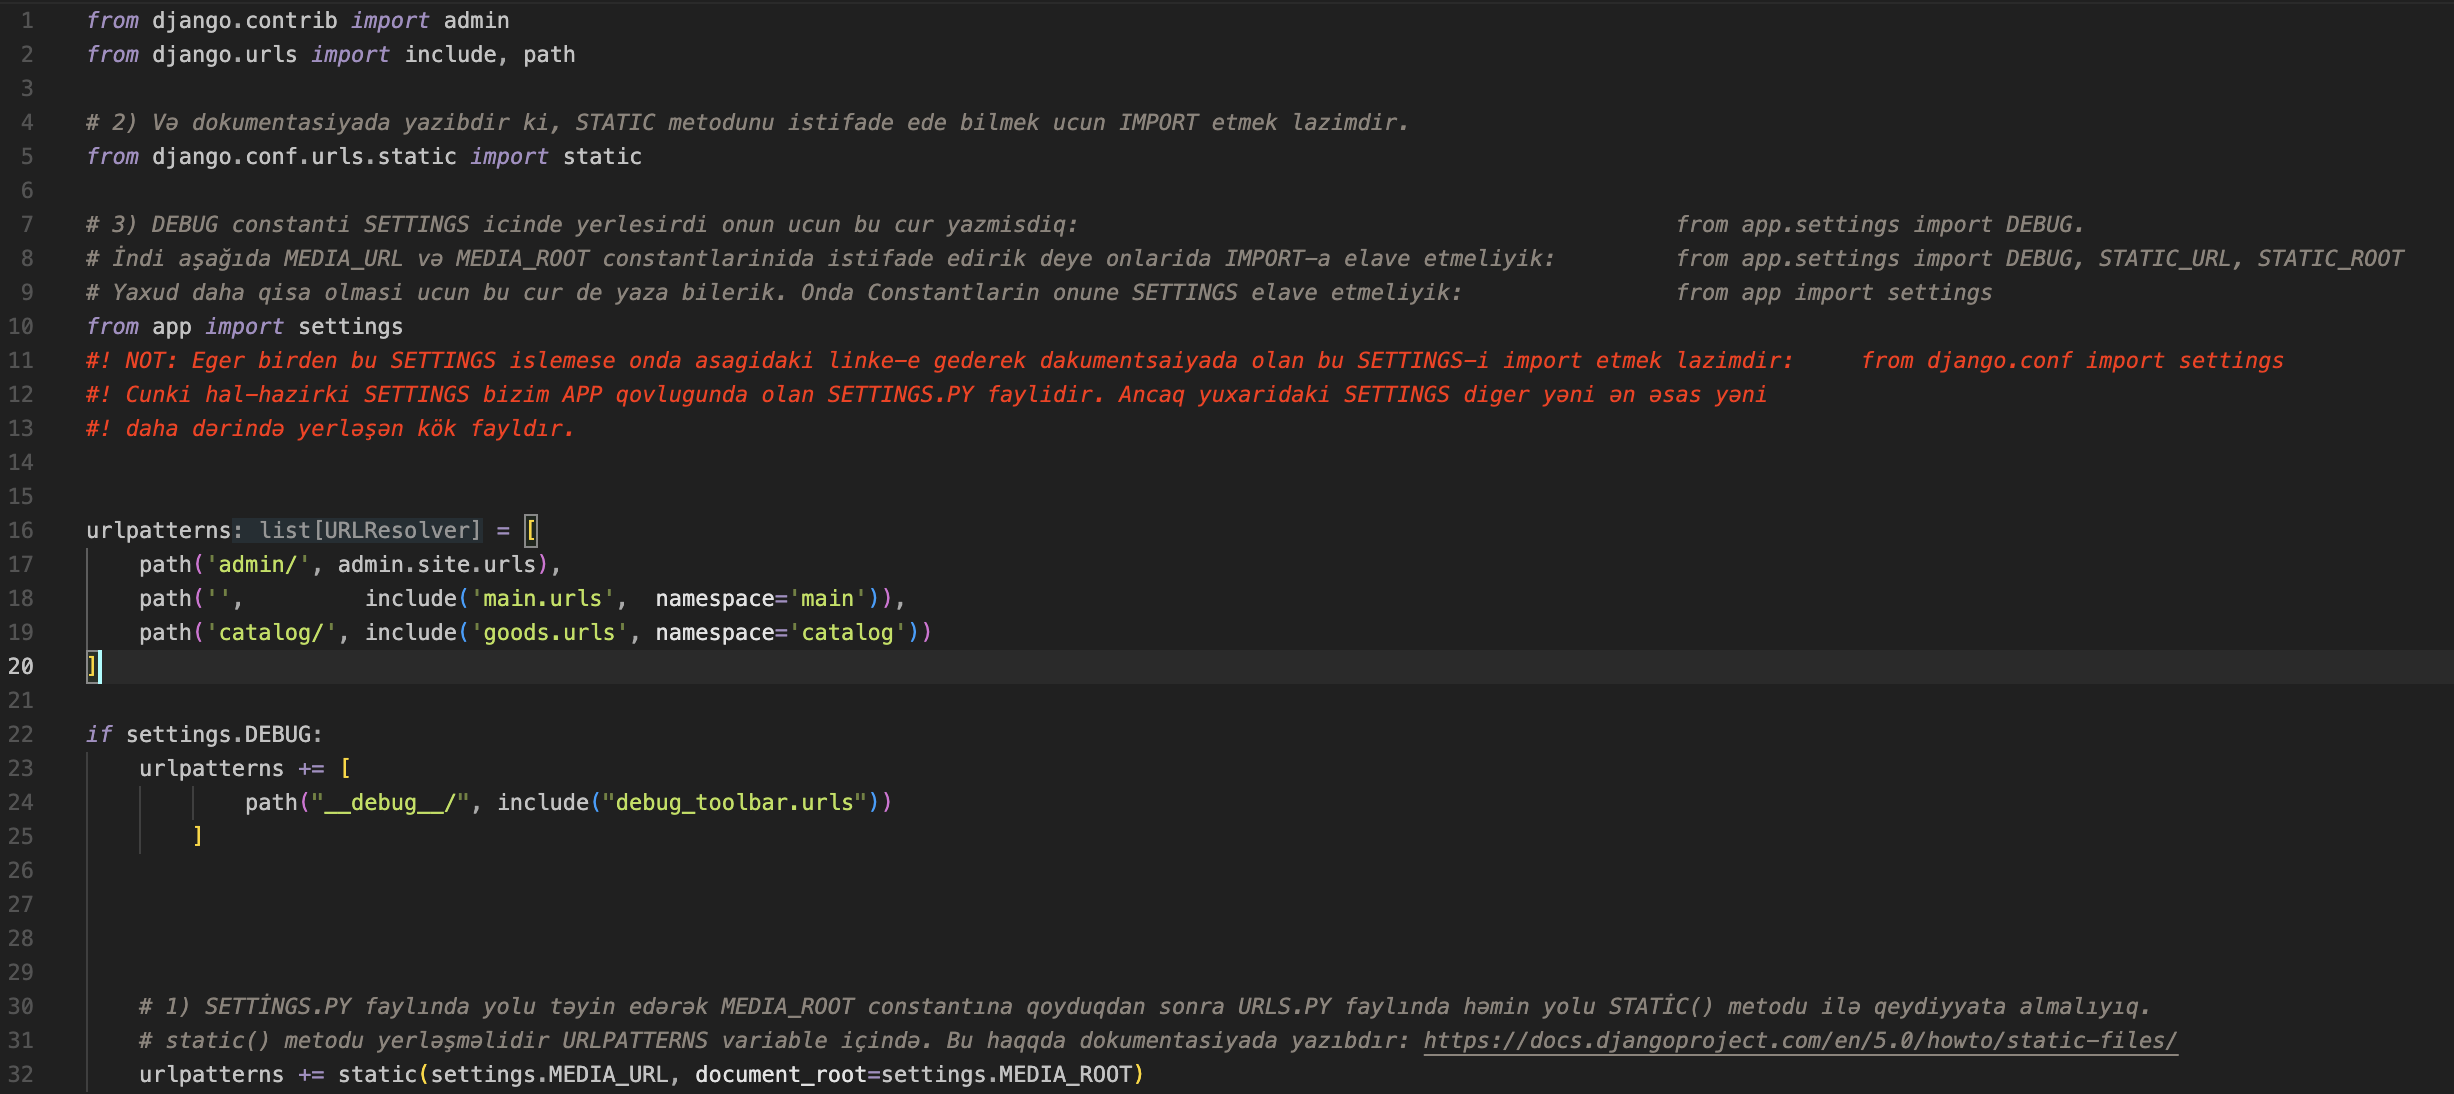 1 from django.contrib import admin
2 from django.urls import include, path
3
4 # 2) Və dokumentasiyada yazibdir ki, STATIC metodunu istifade ede bilmek ucun IMPORT etmek lazimdir.
5 from django.conf.urls.static import static
6
7 # 3) DEBUG constanti SETTINGS icinde yerlesirdi onun ucun bu cur yazmisdiq: from app.settings import DEBUG.
8 # İndi aşağıda MEDIA_URL və MEDIA_ROOT constantlarinida istifade edirik deye onlarida IMPORT-a elave etmeliyik: from app.settings import DEBUG, STATIC_URL, STATIC_ROOT
9 # Yaxud daha qisa olmasi ucun bu cur de yaza bilerik. Onda Constantlarin onune SETTINGS elave etmeliyik: from app import settings
10 from app import settings
11 #! NOT: Eger birden bu SETTINGS islemese onda asagidaki linke-e gederek dakumentsaiyada olan bu SETTINGS-i import etmek lazimdir: from django.conf import settings
12 #! Cunki hal-hazirki SETTINGS bizim APP qovlugunda olan SETTINGS.PY faylidir. Ancaq yuxaridaki SETTINGS diger yəni ən əsas yəni
13 #! daha dərində yerləşən kök fayldır.
14
15
16 urlpatterns: list[URLResolver] = [
17 path('admin/', admin.site.urls),
18 path('', include('main.urls', namespace='main')),
19 path('catalog/', include('goods.urls', namespace='catalog'))
20 ]
21
22 if settings.DEBUG:
23 urlpatterns += [
24 path("__debug__/", include("debug_toolbar.urls"))
25 ]
26
27
28
29
30 # 1) SETTİNGS.PY faylında yolu təyin edərək MEDIA_ROOT constantına qoyduqdan sonra URLS.PY faylında həmin yolu STATİC() metodu ilə qeydiyyata almalıyıq.
31 # static() metodu yerləşməlidir URLPATTERNS variable içində. Bu haqqda dokumentasiyada yazıbdır: https://docs.djangoproject.com/en/5.0/howto/static-files/
32 urlpatterns += static(settings.MEDIA_URL, document_root=settings.MEDIA_ROOT)